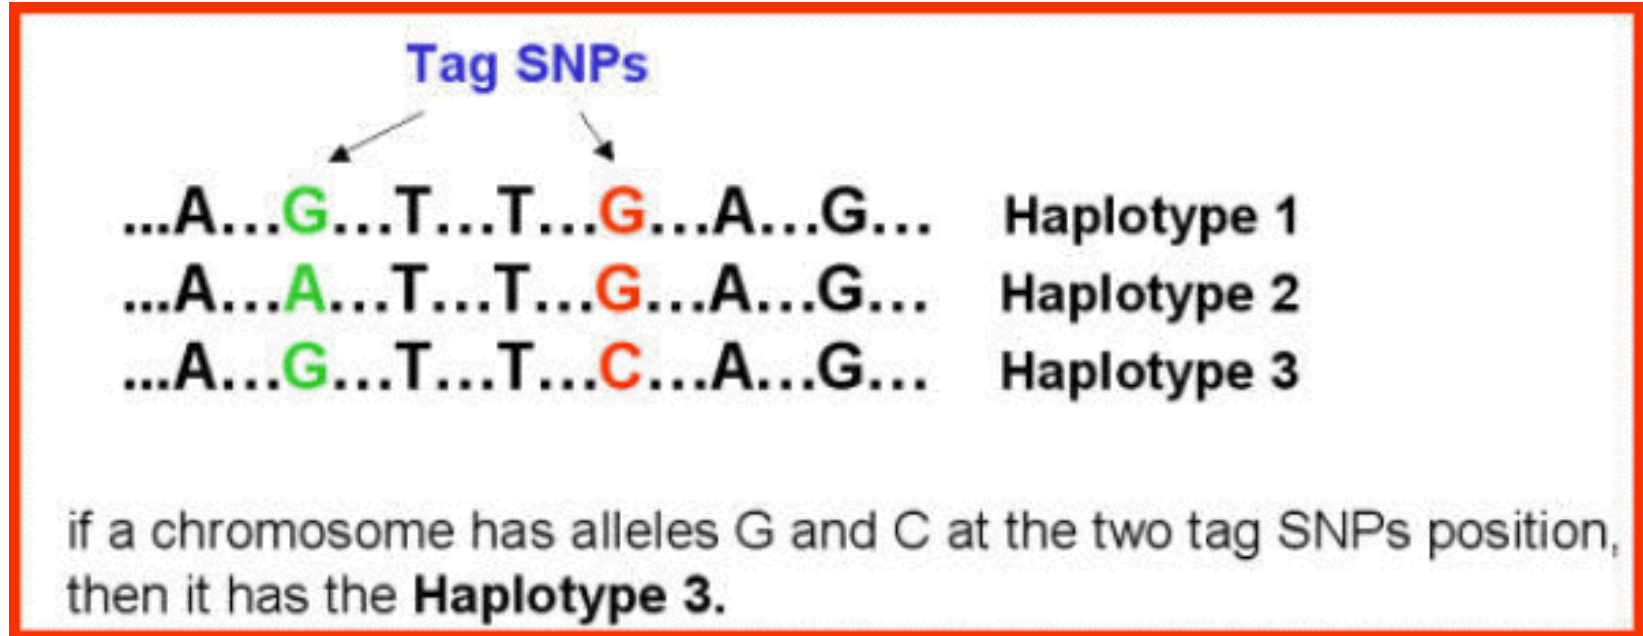 Tag SNPs
...A...G...T...T...G...A...G... Haplotype 1
...A...A...T...T...G...A...G... Haplotype 2
...A...G...T...T...C...A...G... Haplotype 3
if a chromosome has alleles G and C at the two tag SNPs position,
then it has the Haplotype 3.